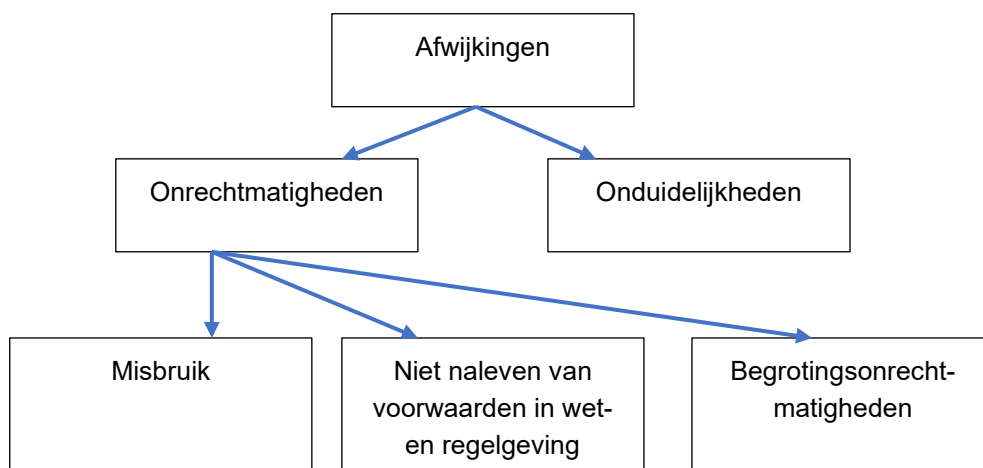 Afwijkingen
Onrechtmatigheden
Onduidelijkheden
Misbruik
Niet naleven van
voorwaarden in wet-
en regelgeving
Begrotingsonrecht-
matigheden